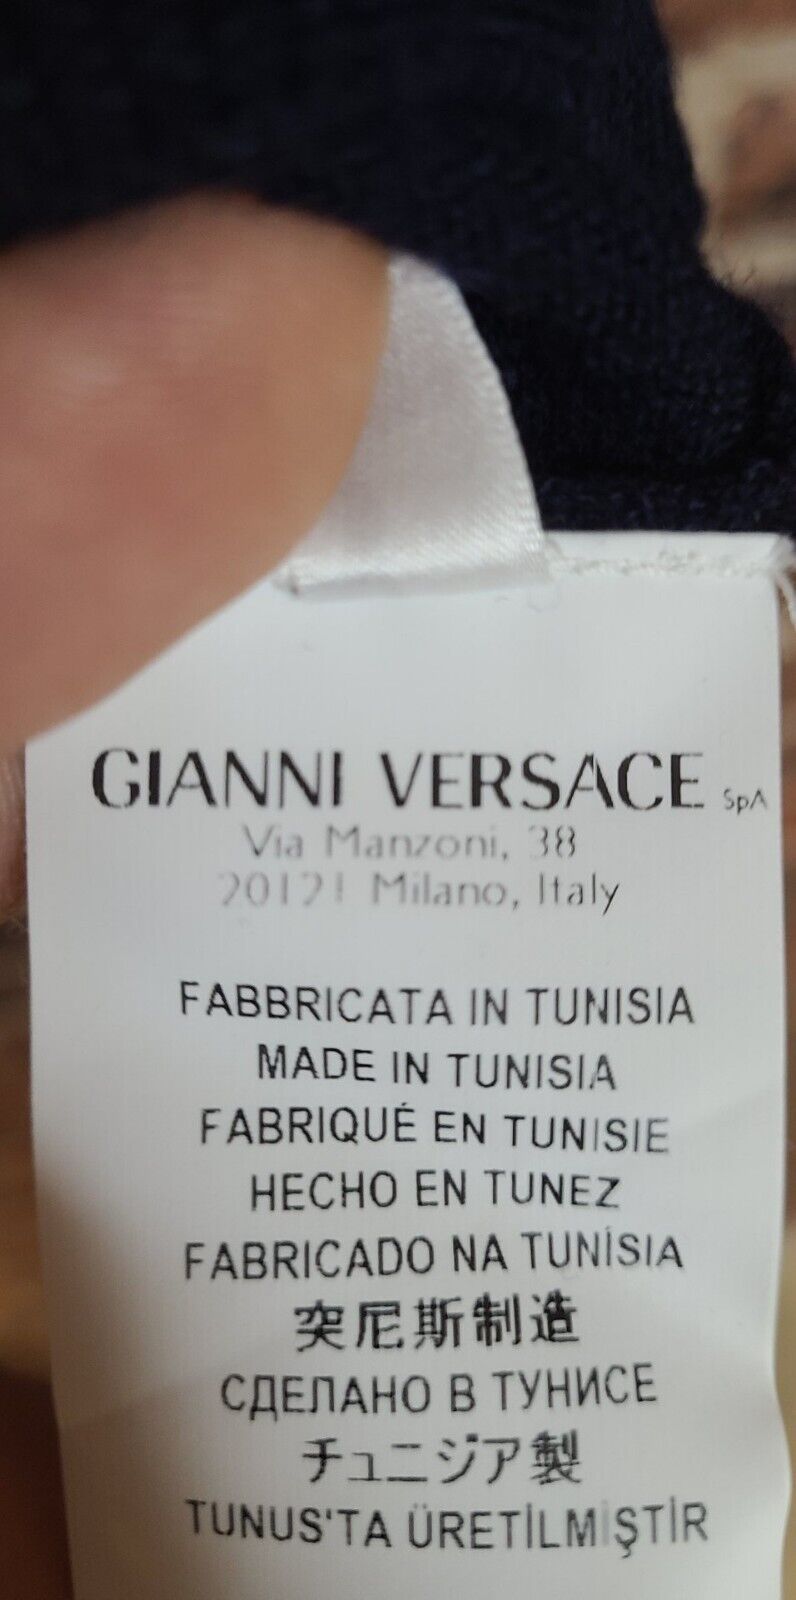 GIANNI VERSACE SpA
Via Manzoni, 38
20121 Milano, Italy
FABBRICATA IN TUNISIA
MADE IN TUNISIA
FABRIQUÉ EN TUNISIE
HECHO EN TUNEZ
FABRICADO NA TUNÍSIA
突尼斯制造
СДЕЛАНО В ТУНИСЕ
チュニジア製
TUNUS'TA ÜRETİLMİŞTİR